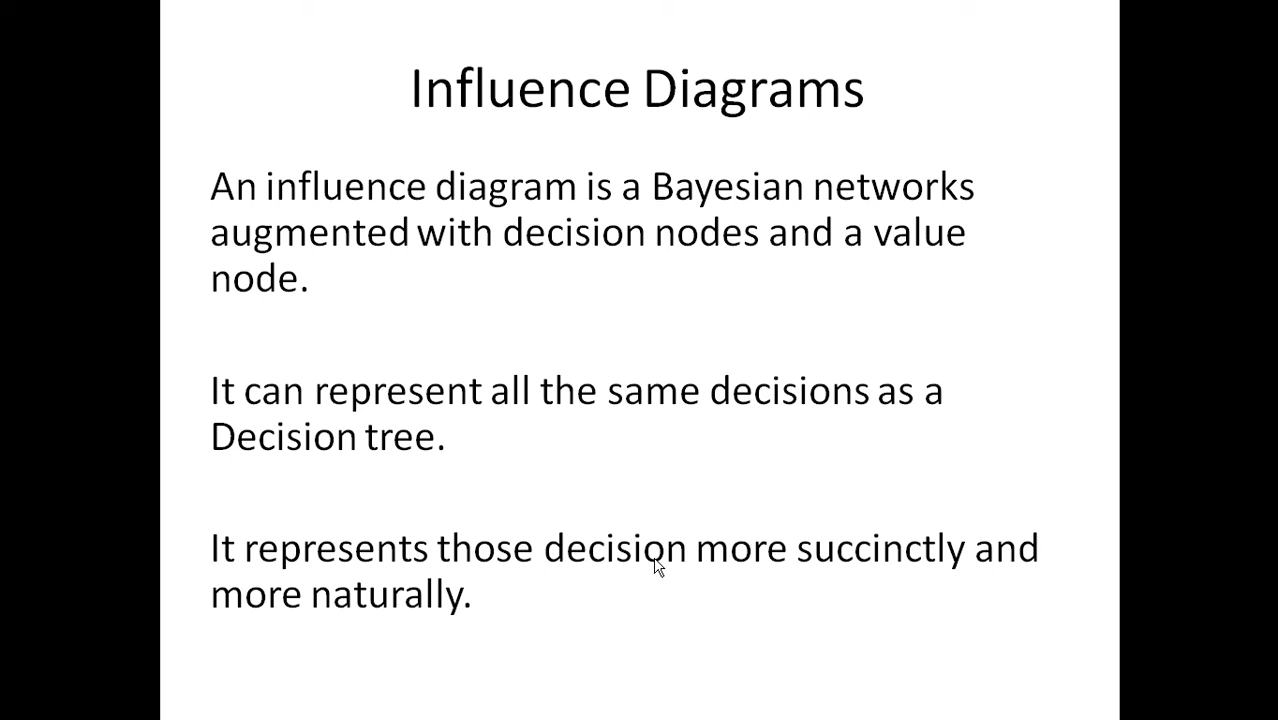 Influence Diagrams
An influence diagram is a Bayesian networks
augmented with decision nodes and a value
node.
It can represent all the same decisions as a
Decision tree.
It represents those decision more succinctly and
more naturally.